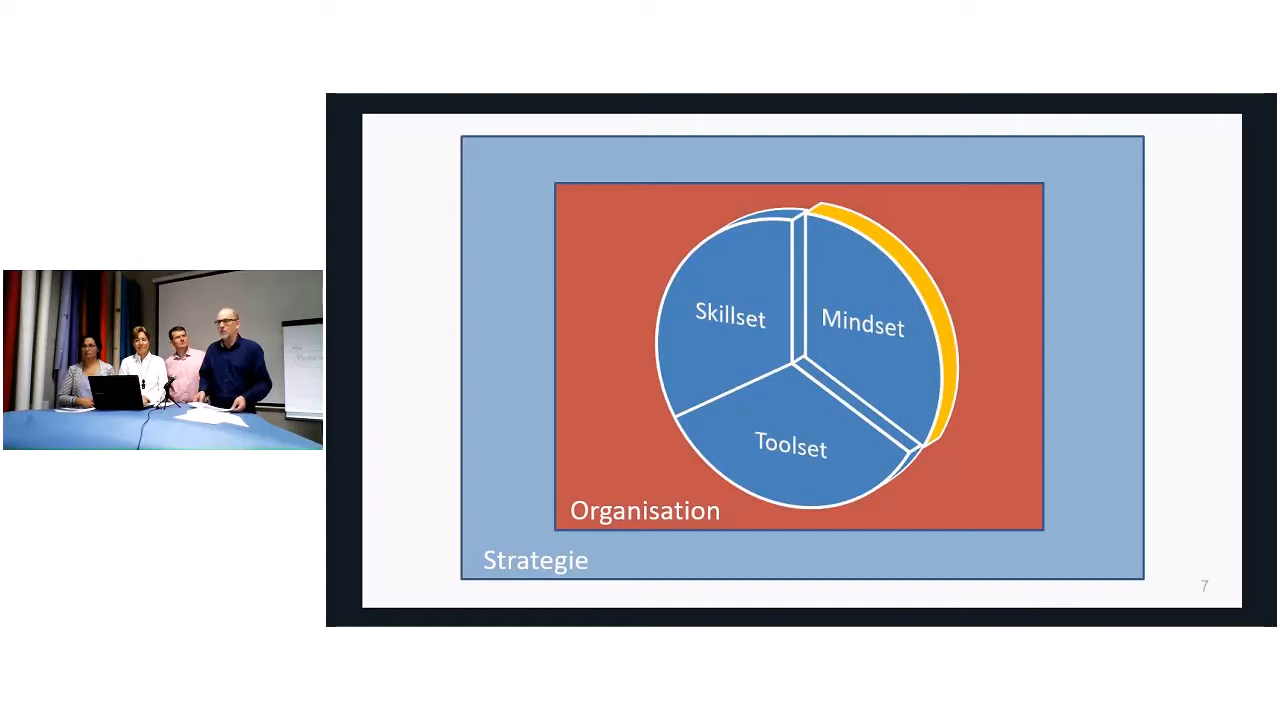 Skillset
Mindset
Toolset
Organisation
Strategie
7